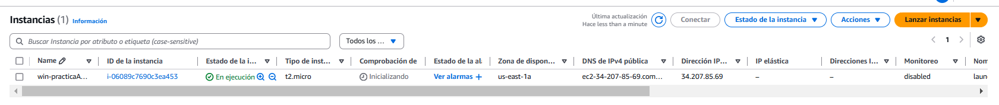 Instancias (1) Información
Última actualización
Hace less than a minute
Conectar
Estado de la instancia
Acciones
Lanzar instancias
Buscar Instancia por atributo o etiqueta (case-sensitive)
Todos los ...
1
Name ID de la instancia Estado de la i... Tipo de inst... Comprobación de Estado de la al Zona de dispon... DNS de IPv4 pública Dirección IP... IP elástica Direcciones I... Monitoreo Nom
win-practicaA... i-06089c7690c3ea453 En ejecución t2.micro Inicializando Ver alarmas + us-east-1a ec2-34-207-85-69.com... 34.207.85.69 – – disabled laun